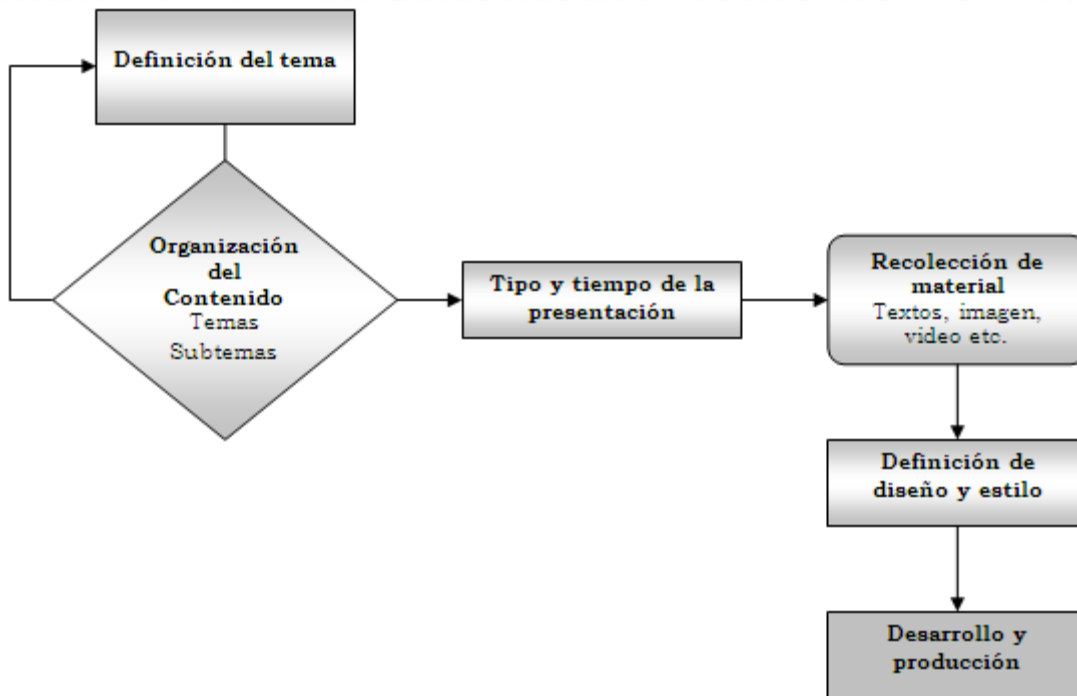 Definición del tema
Organización
del
Contenido
Temas
Subtemas
Tipo y tiempo de la
presentación
Recolección de
material
Textos, imagen,
video etc.
Definición de
diseño y estilo
Desarrollo y
producción